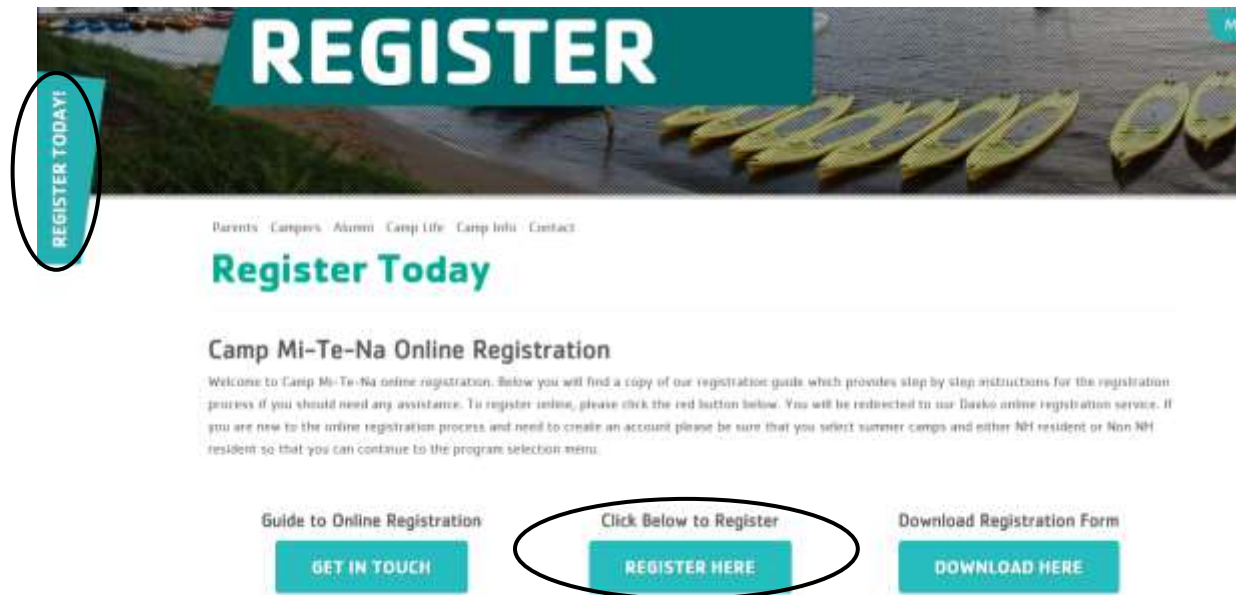 REGISTER
M
REGISTER TODAY!
Parents Campers Alumni Camp Life Camp Info Contact
Register Today
Camp Mi-Te-Na Online Registration
Welcome to Camp Mi-Te-Na online registration. Below you will find a copy of our registration guide which provides step by step instructions for the registration
process if you should need any assistance. To register online, please click the red button below. You will be redirected to our Daxko online registration service. If
you are new to the online registration process and need to create an account please be sure that you select summer camps and either NH resident or Non NH
resident so that you can continue to the program selection menu.
Guide to Online Registration
Click Below to Register
Download Registration Form
GET IN TOUCH
REGISTER HERE
DOWNLOAD HERE